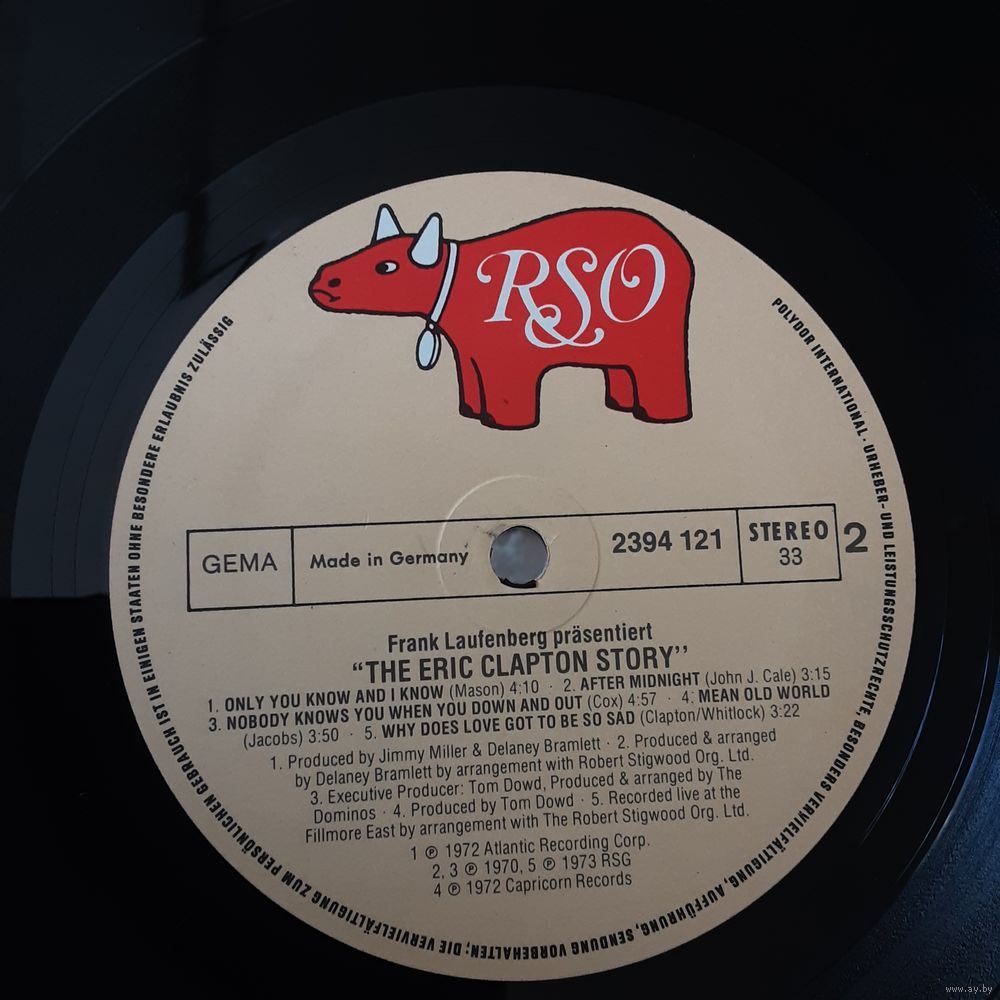 RSO
GEMA
Made in Germany
2394 121
STEREO
33
2
Frank Laufenberg präsentiert
“THE ERIC CLAPTON STORY’’
1. ONLY YOU KNOW AND I KNOW (Mason) 4:10 · 2. AFTER MIDNIGHT (John J. Cale) 3:15
3. NOBODY KNOWS YOU WHEN YOU DOWN AND OUT (Cox) 4:57 · 4. MEAN OLD WORLD
(Jacobs) 3:50 · 5. WHY DOES LOVE GOT TO BE SO SAD (Clapton/Whitlock) 3:22
1. Produced by Jimmy Miller & Delaney Bramlett · 2. Produced & arranged
by Delaney Bramlett by arrangement with Robert Stigwood Org. Ltd.
3. Executive Producer: Tom Dowd, Produced & arranged by The
Dominos · 4. Produced by Tom Dowd · 5. Recorded live at the
Fillmore East by arrangement with The Robert Stigwood Org. Ltd.
1 ℗ 1972 Atlantic Recording Corp.
2, 3 ℗ 1970, 5 ℗ 1973 RSG
4 ℗ 1972 Capricorn Records
POLYDOR INTERNATIONAL · URHEBER- UND LEISTUNGSSCHUTZRECHTE, BESONDERS VERVIELFÄLTIGUNG, AUFFÜHRUNG, SENDUNG VORBEHALTEN; DIE VERVIELFÄLTIGUNG ZUM PERSÖNLICHEN GEBRAUCH IST IN EINIGEN STAATEN OHNE BESONDERE ERLAUBNIS ZULÄSSIG
www.ay.by